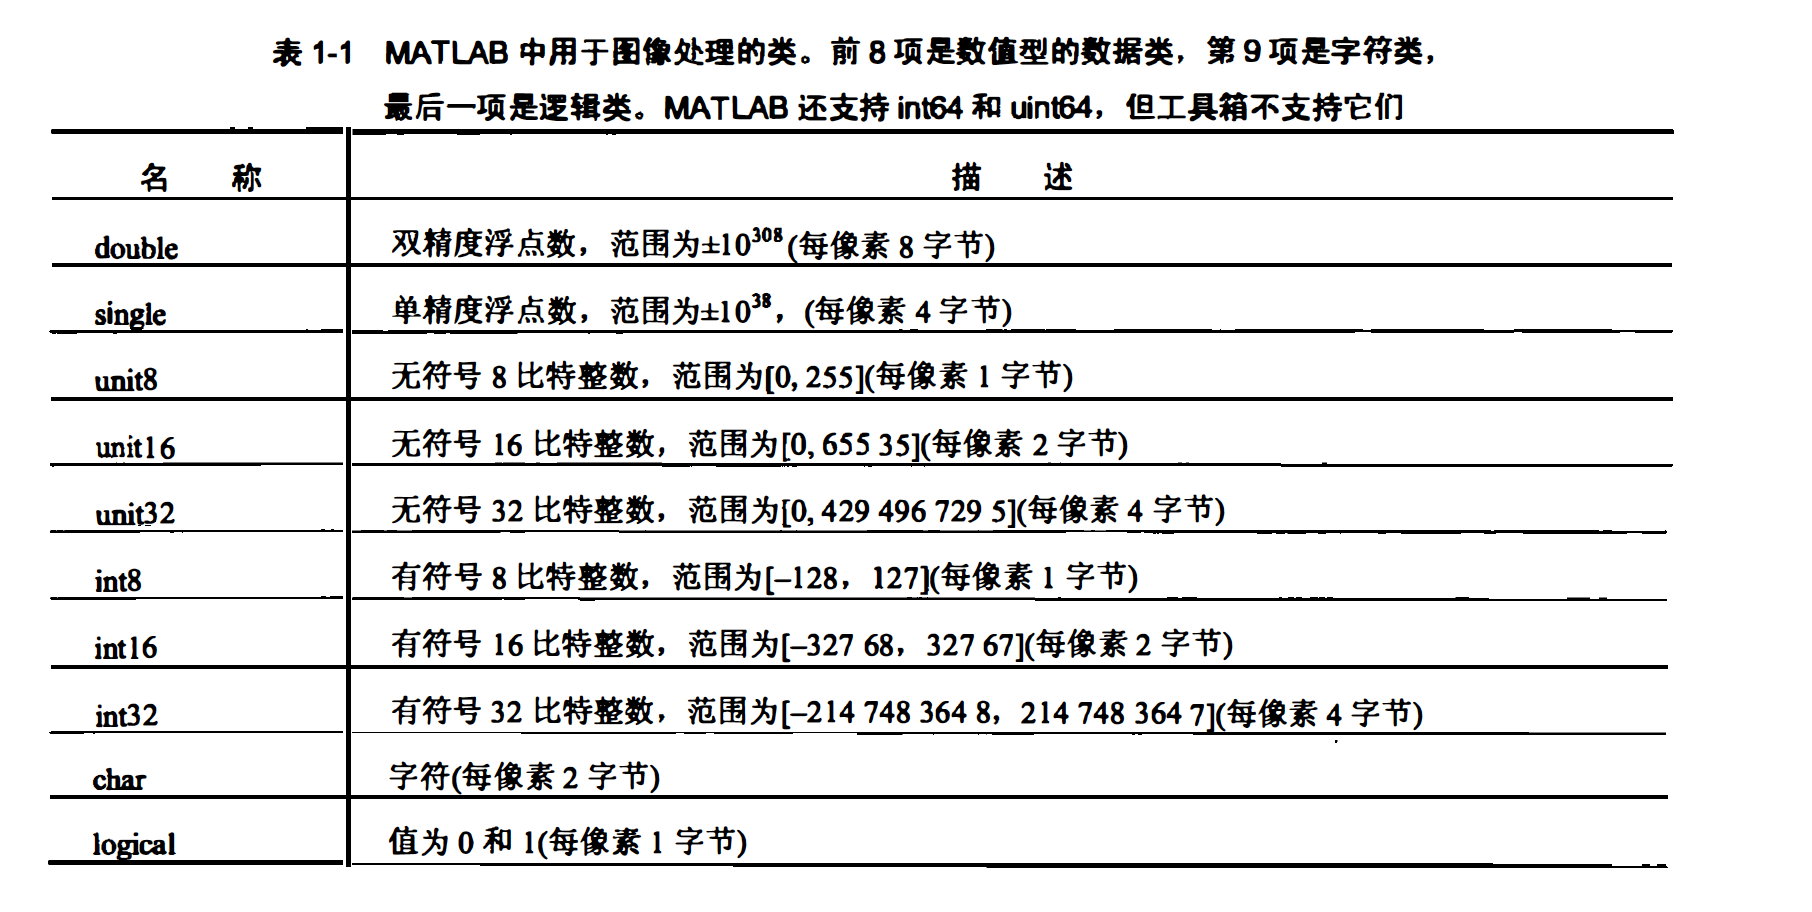 表 1-1 MATLAB 中用于图像处理的类。前 8 项是数值型的数据类，第 9 项是字符类，
最后一项是逻辑类。MATLAB 还支持 int64 和 uint64，但工具箱不支持它们
名 称 描 述
double 双精度浮点数，范围为±10³⁰⁸(每像素 8 字节)
single 单精度浮点数，范围为±10³⁸，(每像素 4 字节)
unit8 无符号 8 比特整数，范围为[0, 255](每像素 1 字节)
unit16 无符号 16 比特整数，范围为[0, 655 35](每像素 2 字节)
unit32 无符号 32 比特整数，范围为[0, 429 496 729 5](每像素 4 字节)
int8 有符号 8 比特整数，范围为[–128，127](每像素 1 字节)
int16 有符号 16 比特整数，范围为[–327 68，327 67](每像素 2 字节)
int32 有符号 32 比特整数，范围为[–214 748 364 8，214 748 364 7](每像素 4 字节)
char 字符(每像素 2 字节)
logical 值为 0 和 1(每像素 1 字节)